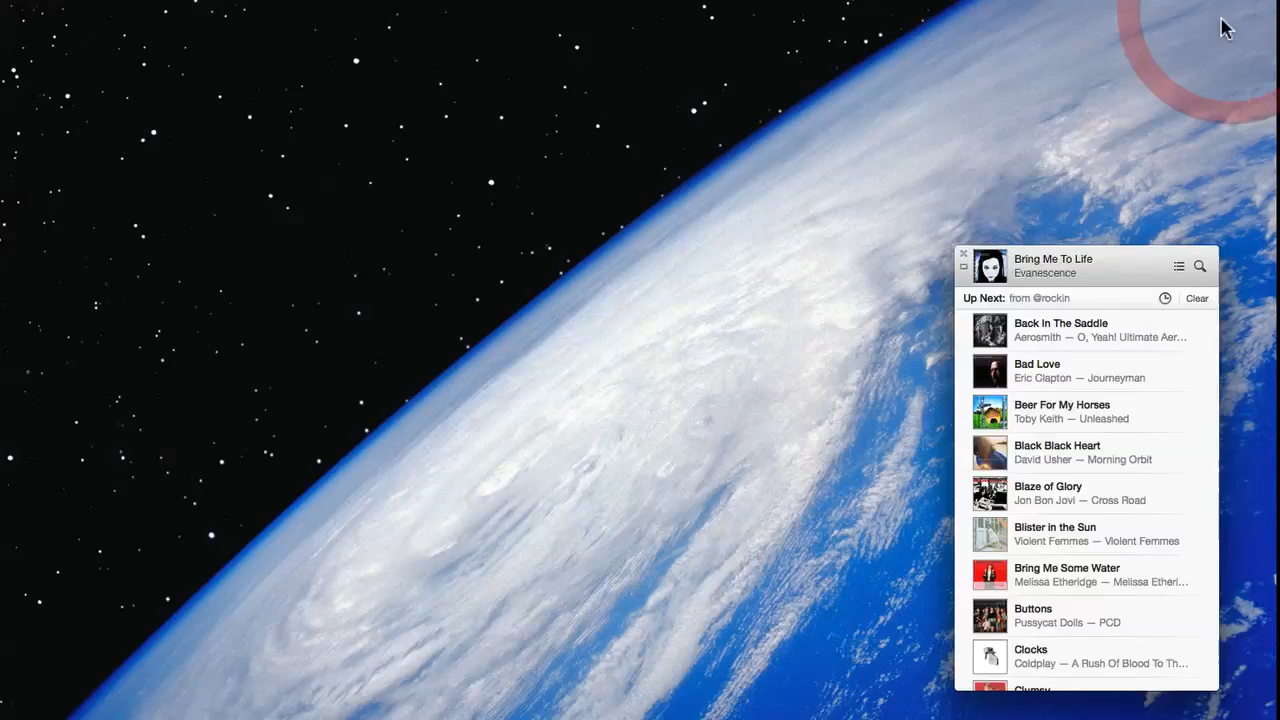 Bring Me To Life
Evanescence
Up Next: from @rockin
Clear
Back In The Saddle
Aerosmith — O, Yeah! Ultimate Aer...
Bad Love
Eric Clapton — Journeyman
Beer For My Horses
Toby Keith — Unleashed
Black Black Heart
David Usher — Morning Orbit
Blaze of Glory
Jon Bon Jovi — Cross Road
Blister in the Sun
Violent Femmes — Violent Femmes
Bring Me Some Water
Melissa Etheridge — Melissa Etheri...
Buttons
Pussycat Dolls — PCD
Clocks
Coldplay — A Rush Of Blood To Th...
Clumsy